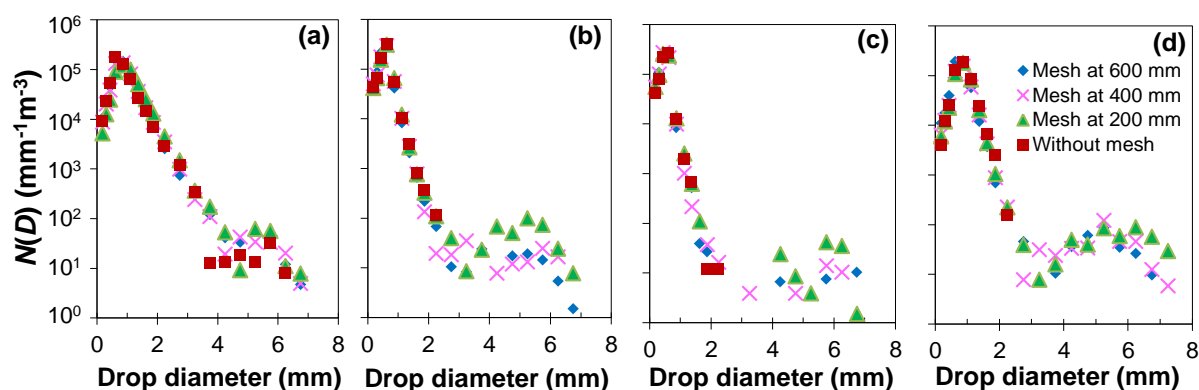 (a)
(b)
(c)
(d)
10⁶
10⁵
10⁴
10³
10²
10¹
10⁰
N(D) (mm⁻¹m⁻³)
Mesh at 600 mm
Mesh at 400 mm
Mesh at 200 mm
Without mesh
0 2 4 6 8
0 2 4 6 8
0 2 4 6 8
0 2 4 6 8
Drop diameter (mm)
Drop diameter (mm)
Drop diameter (mm)
Drop diameter (mm)